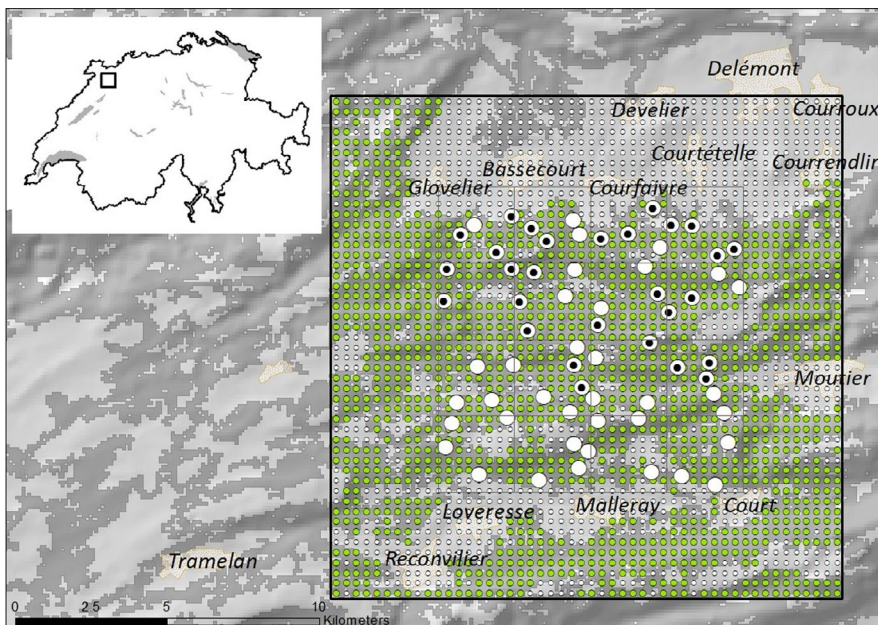 Delémont
Develier
Courroux
Courtételle
Courrendlin
Bassecourt
Glovelier
Courfaivre
Moutier
Loveresse
Malleray
Court
Reconvilier
Tramelan
0 2.5 5 10
Kilometers